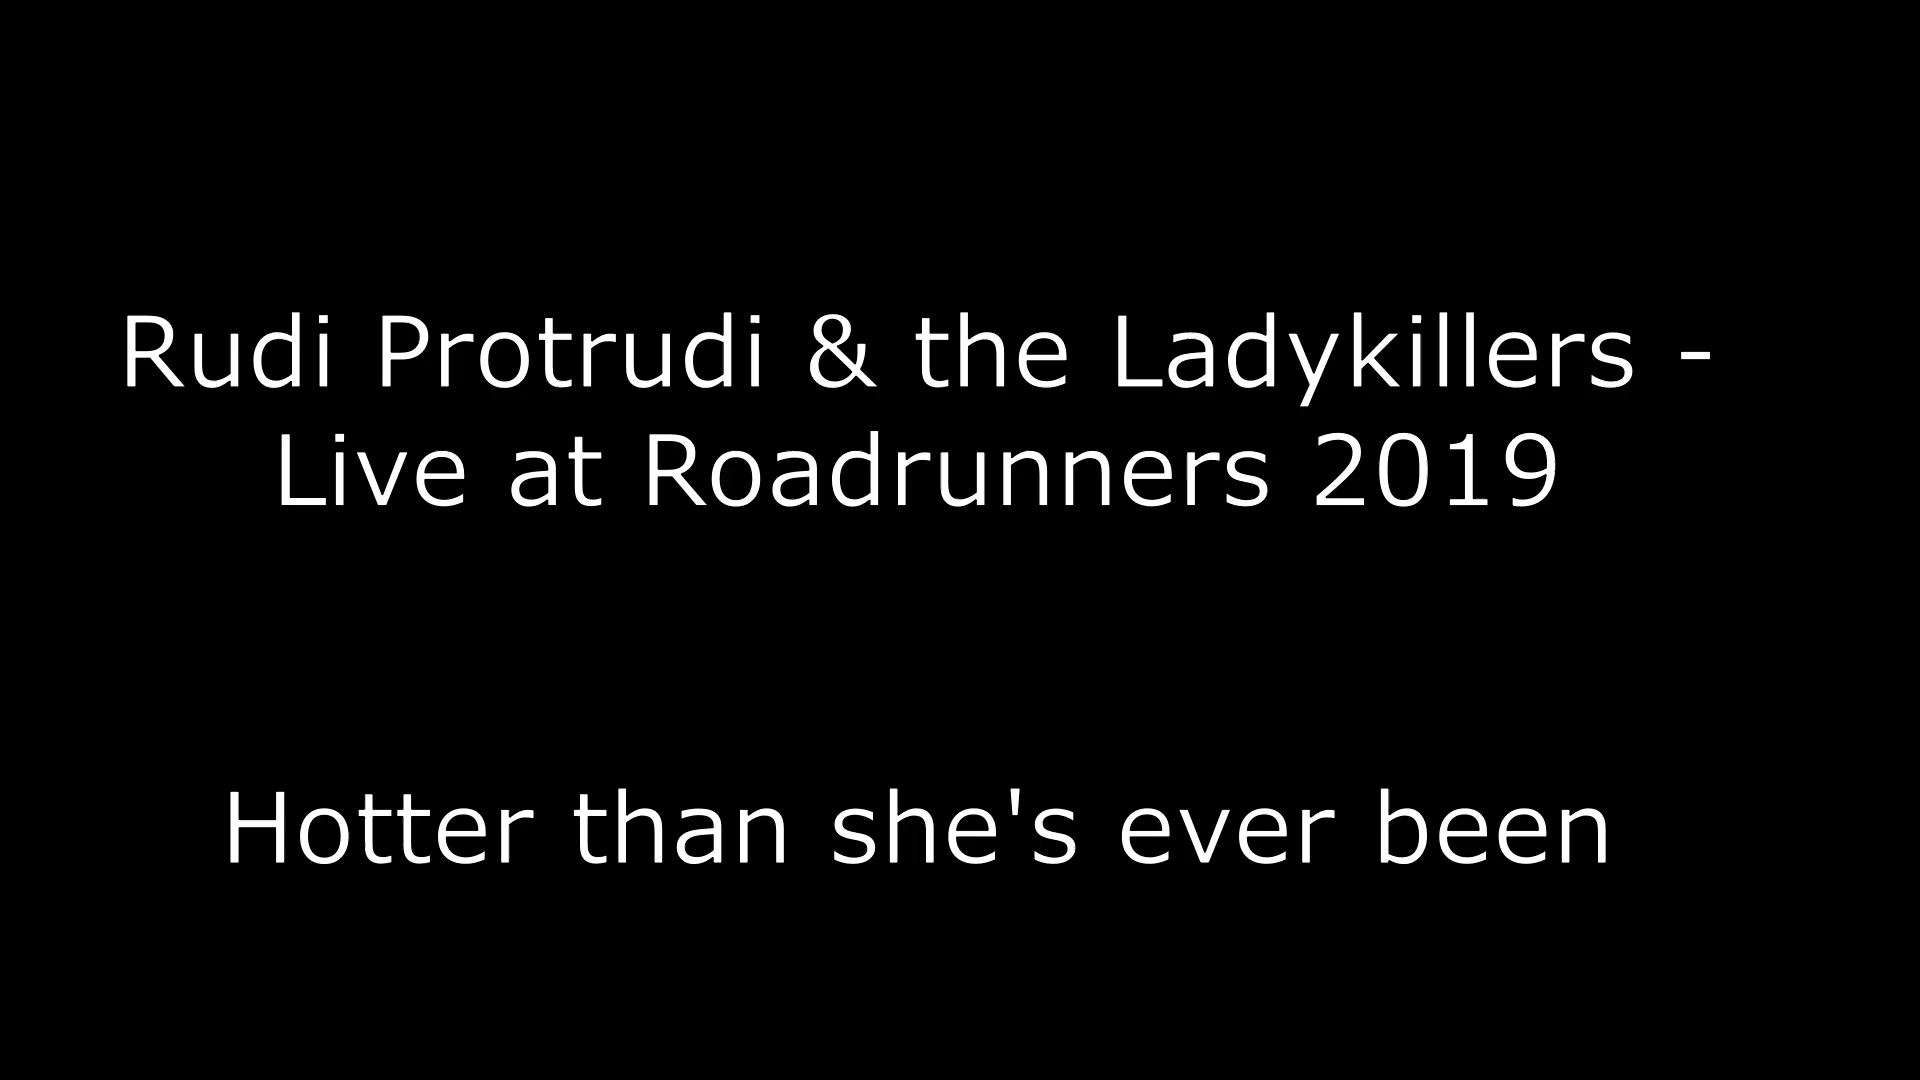 Rudi Protrudi & the Ladykillers -
Live at Roadrunners 2019
Hotter than she's ever been